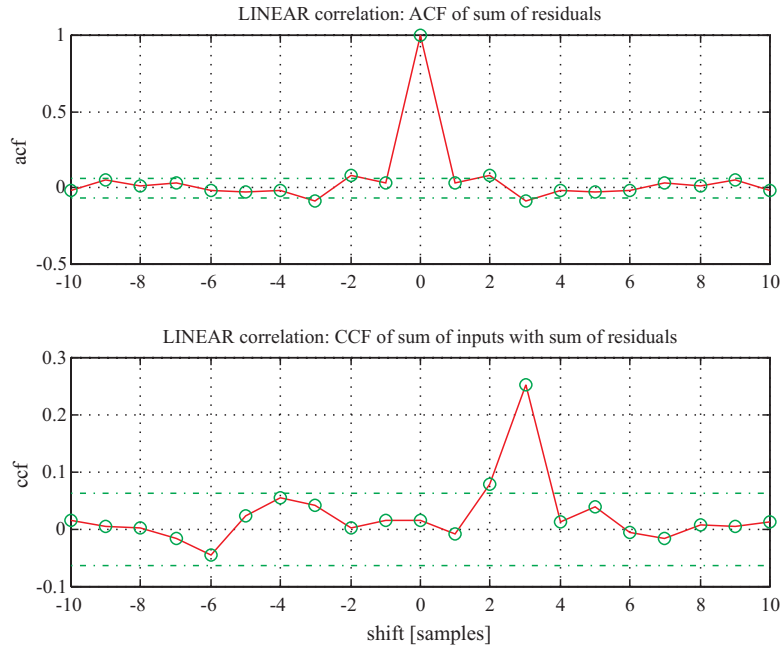 LINEAR correlation: ACF of sum of residuals
1
0.5
0
-0.5
acf
-10 -8 -6 -4 -2 0 2 4 6 8 10
LINEAR correlation: CCF of sum of inputs with sum of residuals
0.3
0.2
0.1
0
-0.1
ccf
-10 -8 -6 -4 -2 0 2 4 6 8 10
shift [samples]